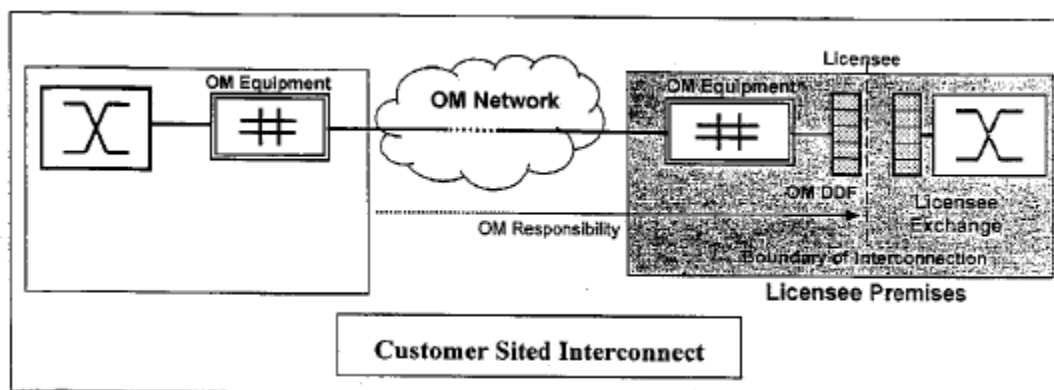 Licensee
OM Equipment
OM Network
OM Equipment
OM DDF
OM Responsibility
Licensee
Exchange
Boundary of Interconnection
Licensee Premises
Customer Sited Interconnect